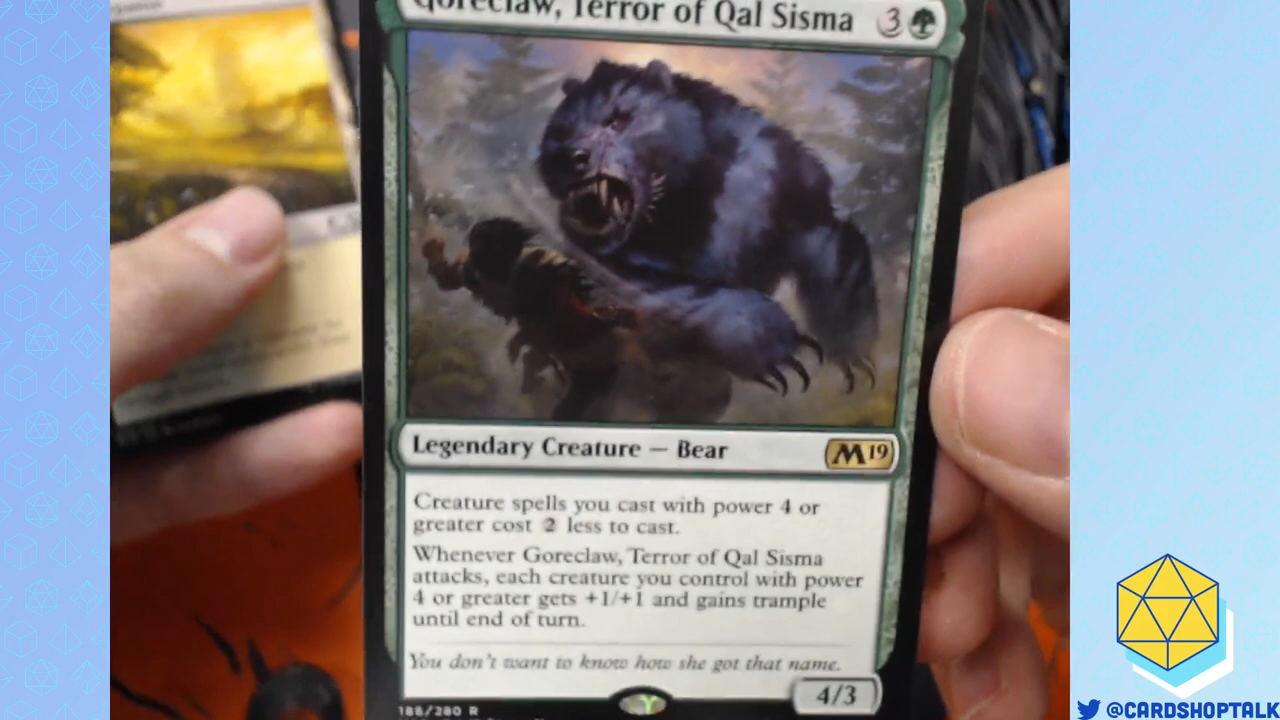 Goreclaw, Terror of Qal Sisma 3
Legendary Creature — Bear
M19
Creature spells you cast with power 4 or
greater cost 2 less to cast.
Whenever Goreclaw, Terror of Qal Sisma
attacks, each creature you control with power
4 or greater gets +1/+1 and gains trample
until end of turn.
You don't want to know how she got that name.
4/3
186/280 R
@CARDSHOPTALK